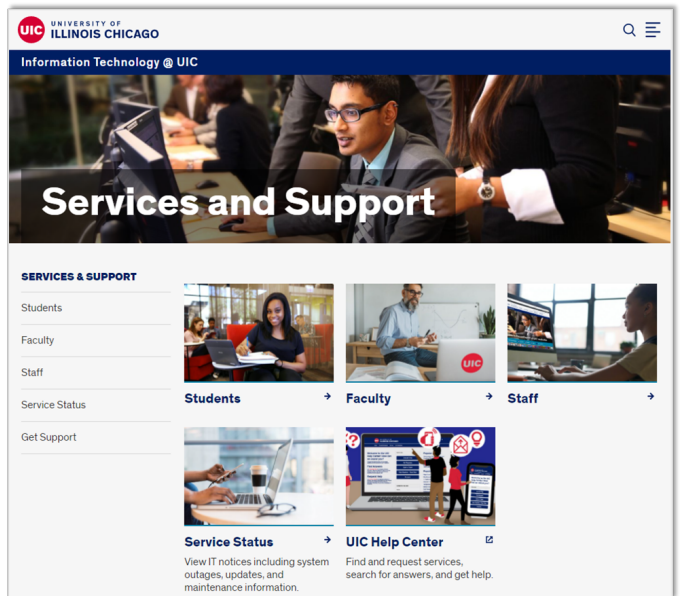 UIC
UNIVERSITY OF
ILLINOIS CHICAGO
Information Technology @ UIC
Services and Support
SERVICES & SUPPORT
Students
Faculty
Staff
Service Status
Get Support
UIC
Students
Faculty
Staff
Service Status
View IT notices including system
outages, updates, and
maintenance information.
UIC Help Center
Find and request services,
search for answers, and get help.